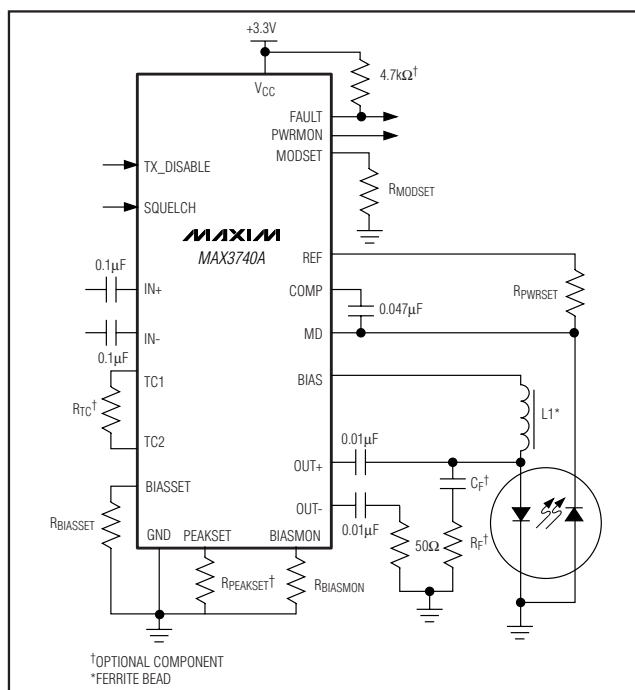 +3.3V
4.7kΩ†
VCC
FAULT
PWRMON
MODSET
TX_DISABLE
RMODSET
SQUELCH
MAXIM
MAX3740A
REF
0.1µF
COMP
RPWRSET
IN+
0.047µF
MD
IN-
0.1µF
TC1
BIAS
RTC†
L1*
0.01µF
TC2
OUT+
CF†
BIASSET
OUT-
RBIASSET
0.01µF
50Ω
RF†
GND PEAKSET BIASMON
RPEAKSET†
RBIASMON
†OPTIONAL COMPONENT
*FERRITE BEAD